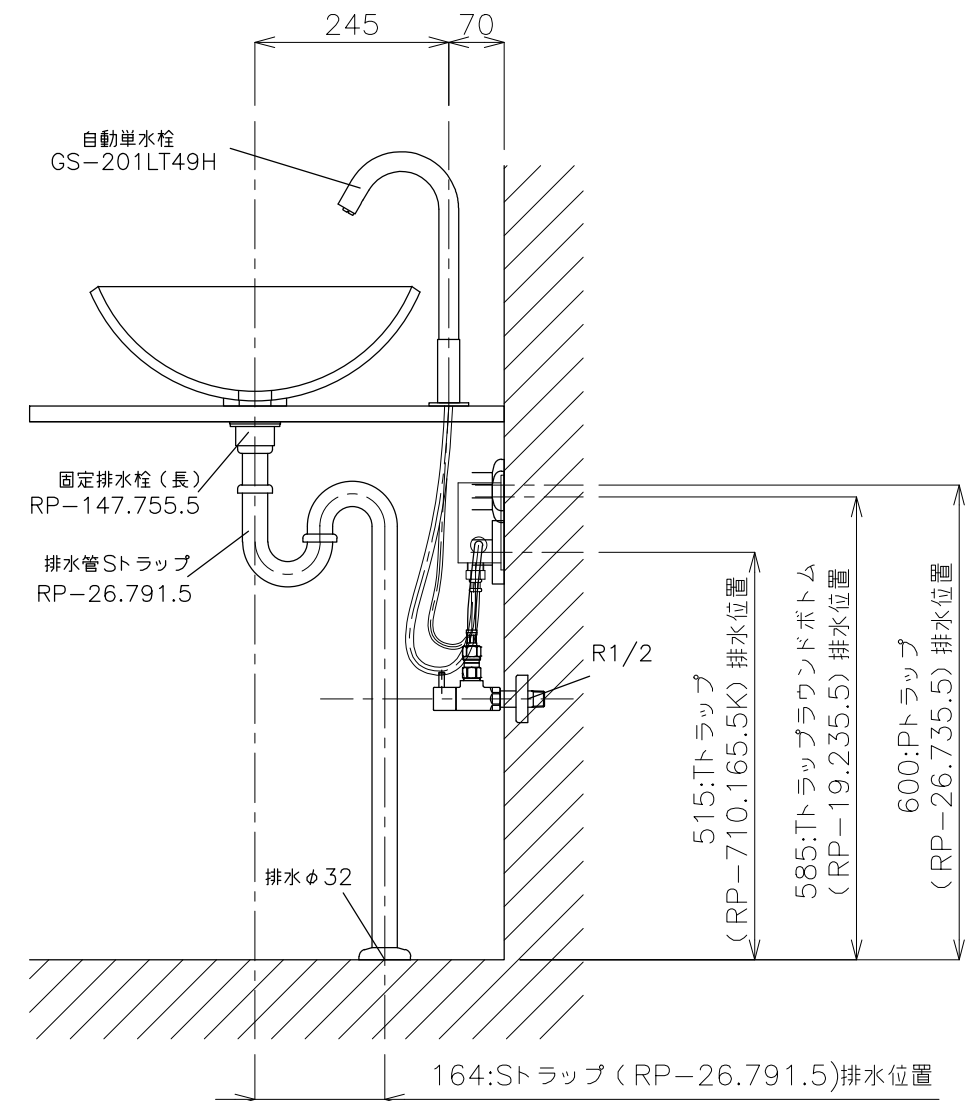 245
70
自動単水栓
GS-201LT49H
固定排水栓(長)
RP-147.755.5
排水管Sトラップ
RP-26.791.5
R1/2
515:Tトラップ
(RP-710.165.5K) 排水位置
585:Tトラップラウンドボトム
(RP-19.235.5) 排水位置
600:Pトラップ
(RP-26.735.5) 排水位置
排水φ32
164:Sトラップ(RP-26.791.5)排水位置